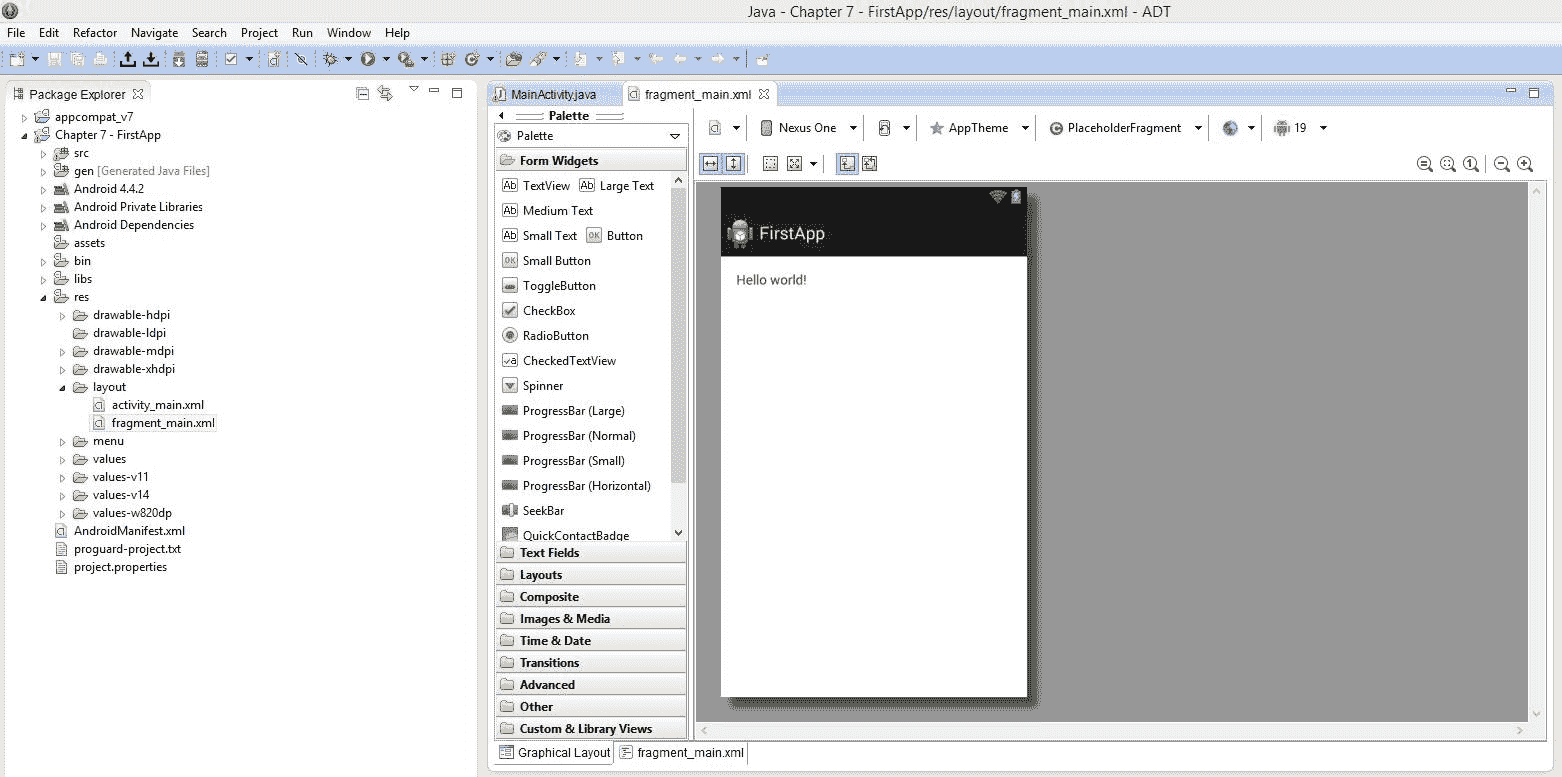 Java - Chapter 7 - FirstApp/res/layout/fragment_main.xml - ADT
File Edit Refactor Navigate Search Project Run Window Help
Package Explorer
appcompat_v7
Chapter 7 - FirstApp
src
gen [Generated Java Files]
Android 4.4.2
Android Private Libraries
Android Dependencies
assets
bin
libs
res
drawable-hdpi
drawable-ldpi
drawable-mdpi
drawable-xhdpi
layout
activity_main.xml
fragment_main.xml
menu
values
values-v11
values-v14
values-w820dp
AndroidManifest.xml
proguard-project.txt
project.properties
MainActivity.java fragment_main.xml
Palette
Palette
Form Widgets
Ab TextView Ab Large Text
Ab Medium Text
Ab Small Text OK Button
OK Small Button
ToggleButton
CheckBox
RadioButton
CheckedTextView
Spinner
ProgressBar (Large)
ProgressBar (Normal)
ProgressBar (Small)
ProgressBar (Horizontal)
SeekBar
QuickContactBadge
Text Fields
Layouts
Composite
Images & Media
Time & Date
Transitions
Advanced
Other
Custom & Library Views
Nexus One AppTheme PlaceholderFragment 19
FirstApp
Hello world!
Graphical Layout fragment_main.xml